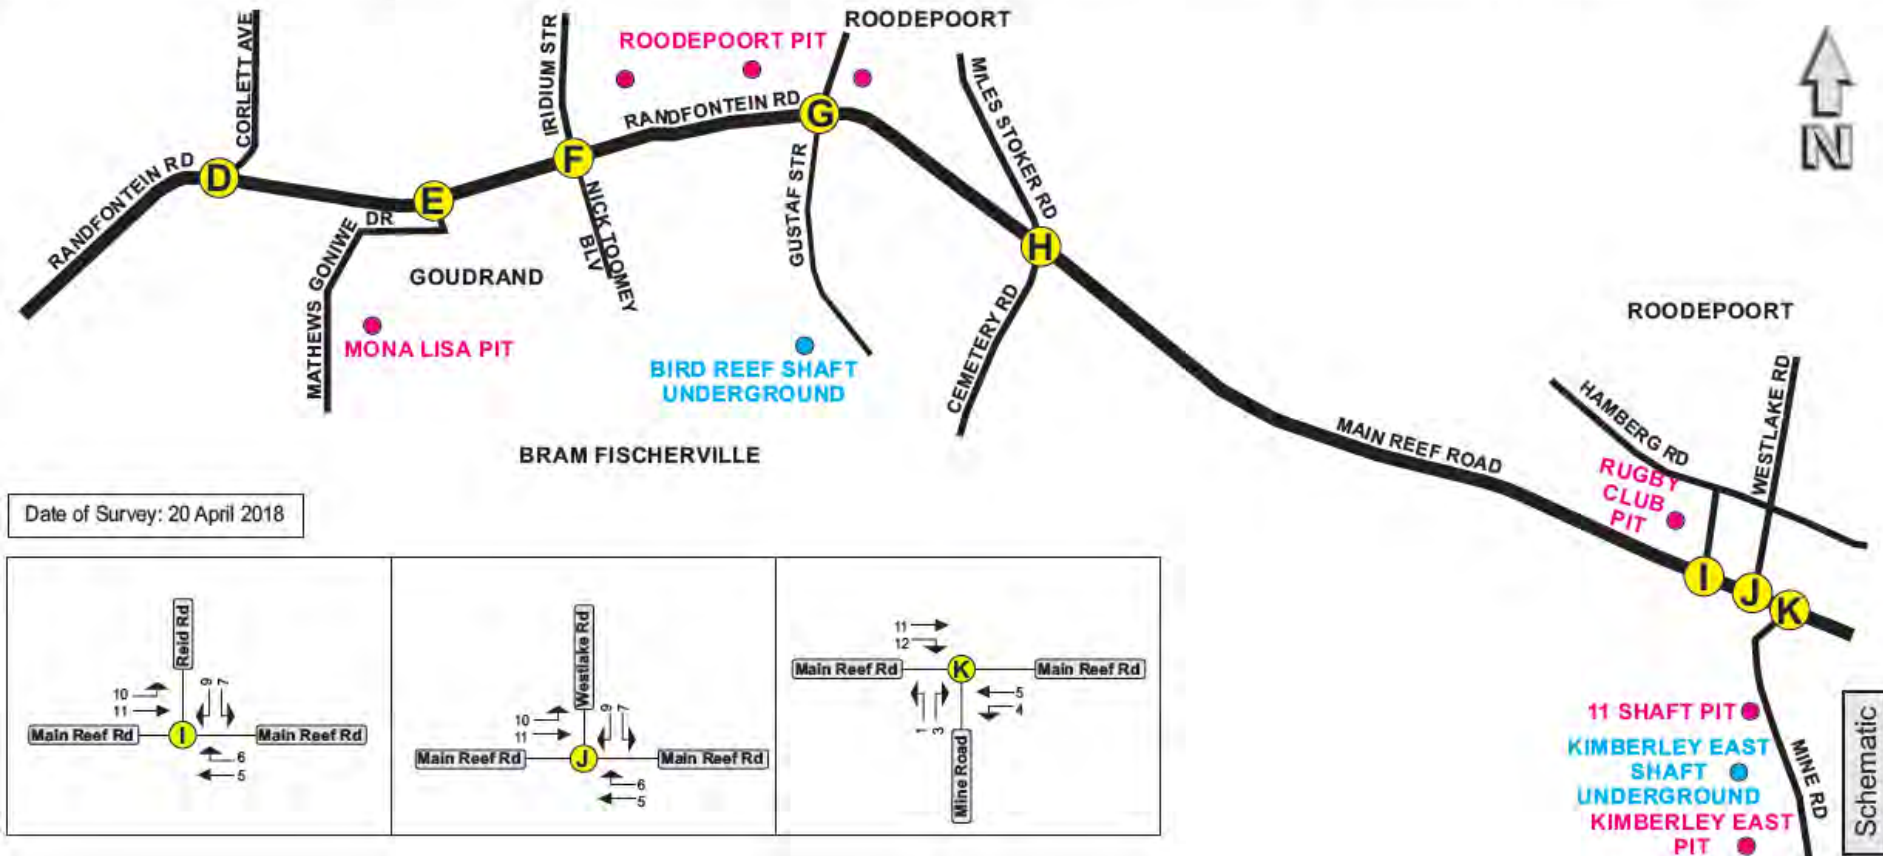 ROODEPOORT
CORLETT AVE
IRIDIUM STR
ROODEPOORT PIT
MILES STOKER RD
N
RANDFONTEIN RD
RANDFONTEIN RD
D
E
F
G
H
MATHEWS GONIWE DR
NICK TOOMEY
BLV
GUSTAF STR
CEMETERY RD
GOUDRAND
MONA LISA PIT
BIRD REEF SHAFT
UNDERGROUND
BRAM FISCHERVILLE
ROODEPOORT
MAIN REEF ROAD
HAMBERG RD
WESTLAKE RD
RUGBY
CLUB
PIT
I
J
K
11 SHAFT PIT
KIMBERLEY EAST
SHAFT
UNDERGROUND
KIMBERLEY EAST
PIT
MINE RD
Schematic
Date of Survey: 20 April 2018
Reid Rd
10
11
9
7
Main Reef Rd
I
Main Reef Rd
6
5
Westlake Rd
10
11
9
7
Main Reef Rd
J
Main Reef Rd
6
5
11
12
Main Reef Rd
K
Main Reef Rd
5
4
1
3
Mine Road